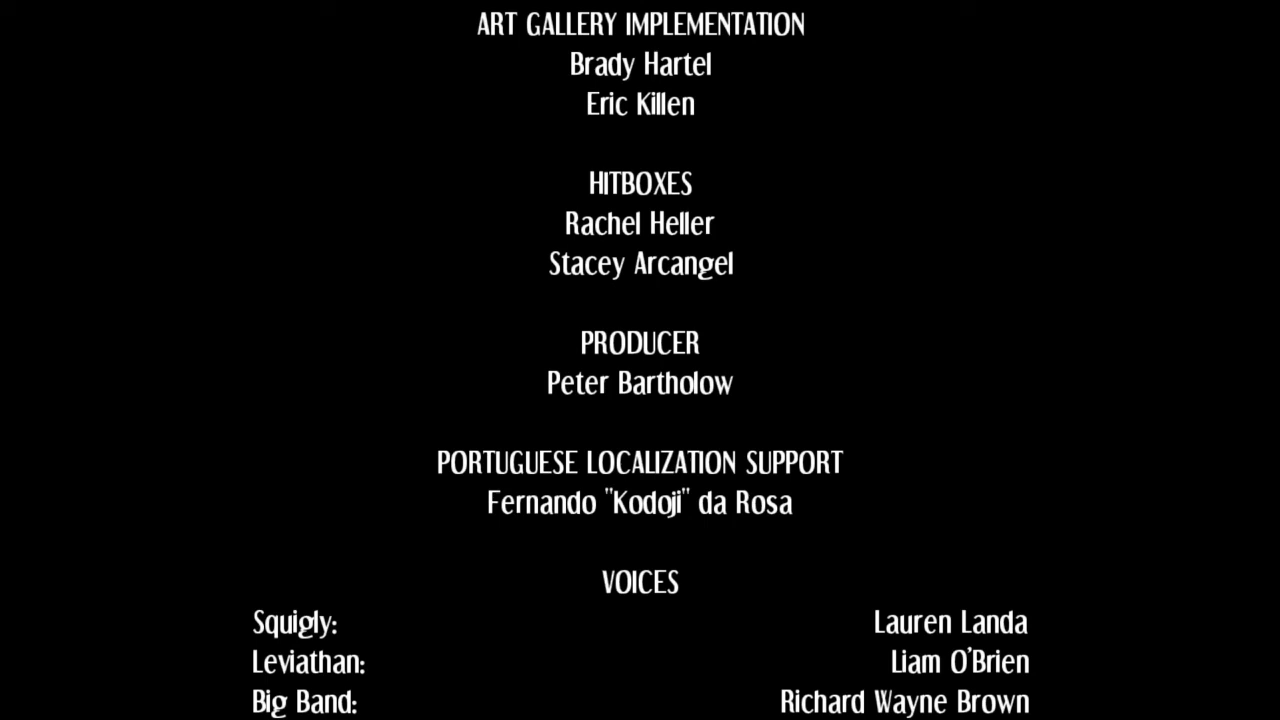 ART GALLERY IMPLEMENTATION
Brady Hartel
Eric Killen
HITBOXES
Rachel Heller
Stacey Arcangel
PRODUCER
Peter Bartholow
PORTUGUESE LOCALIZATION SUPPORT
Fernando "Kodoji" da Rosa
VOICES
Squigly: Lauren Landa
Leviathan: Liam O'Brien
Big Band: Richard Wayne Brown